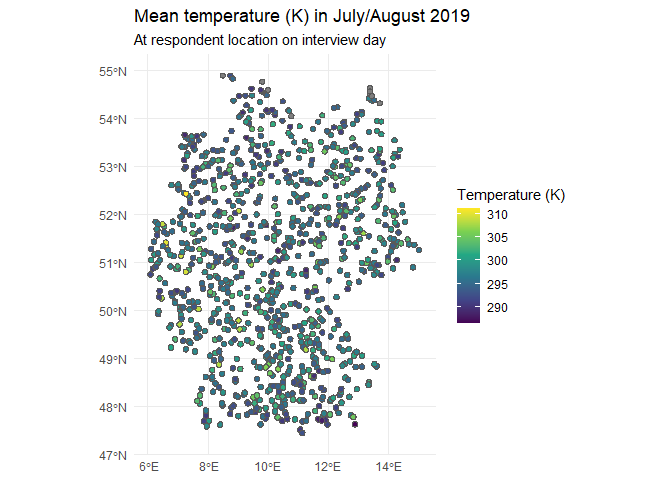 Mean temperature (K) in July/August 2019
At respondent location on interview day
55°N
54°N
53°N
52°N
51°N
50°N
49°N
48°N
47°N
6°E 8°E 10°E 12°E 14°E
Temperature (K)
310
305
300
295
290